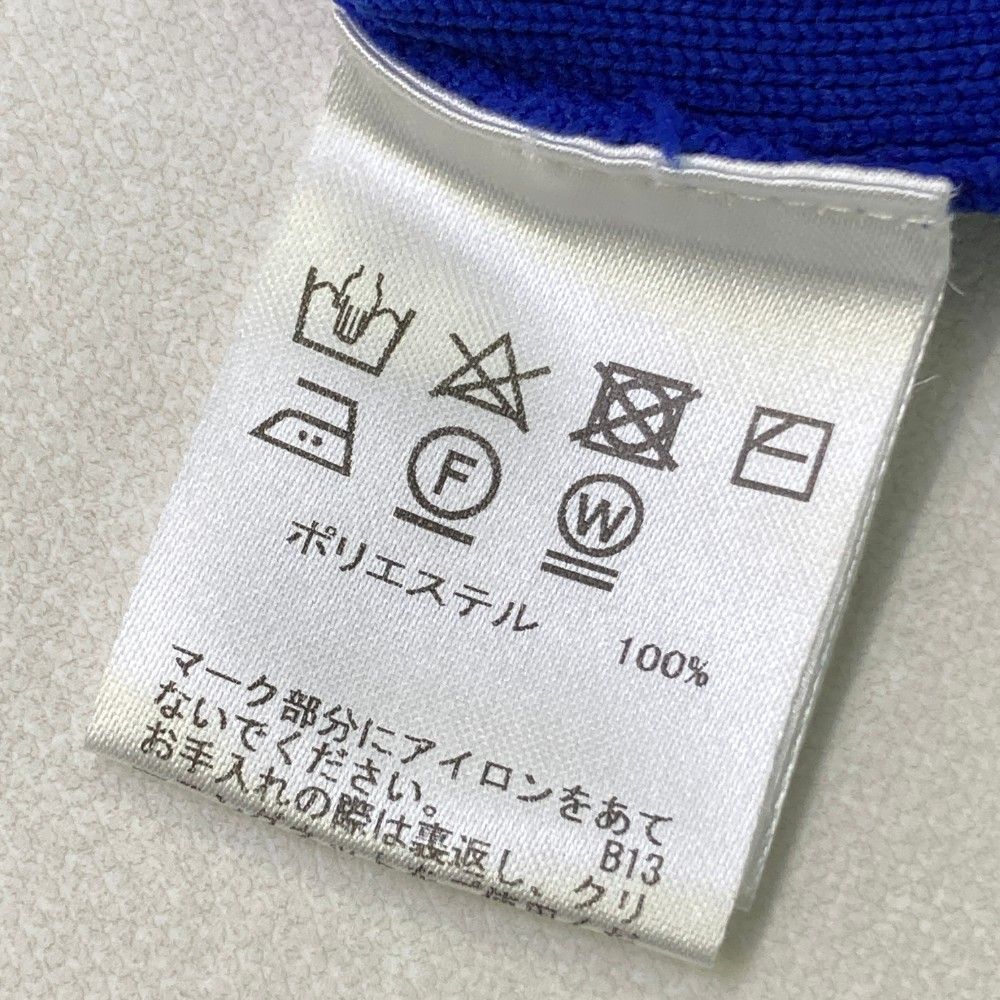 F
W
ポリエステル 100%
マーク部分にアイロンをあて
ないでください。
B13
お手入れの際は裏返し、クリ